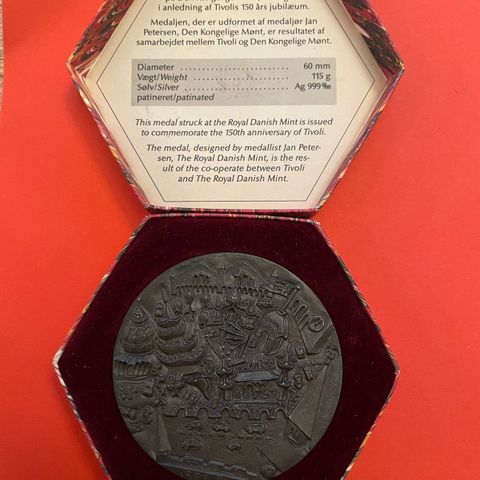 i anledning af Tivolis 150 års jubilæum.
Medaljen, der er udformet af medaljør Jan
Petersen, Den Kongelige Mønt, er resultatet af
samarbejdet mellem Tivoli og Den Kongelige Mønt.
Diameter ........................ 60 mm
Vægt/Weight ........................ 115 g
Sølv/Silver ........................ Ag 999‰
patineret/patinated
This medal struck at the Royal Danish Mint is issued
to commemorate the 150th anniversary of Tivoli.
The medal, designed by medallist Jan Peter-
sen, The Royal Danish Mint, is the res-
ult of the co-operate between Tivoli
and The Royal Danish Mint.